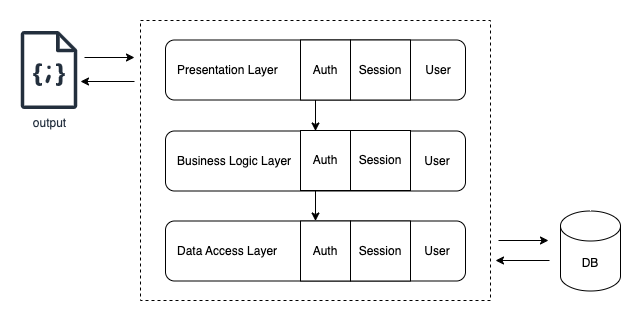 {;}
output
Presentation Layer Auth Session User
Business Logic Layer Auth Session User
Data Access Layer Auth Session User
DB